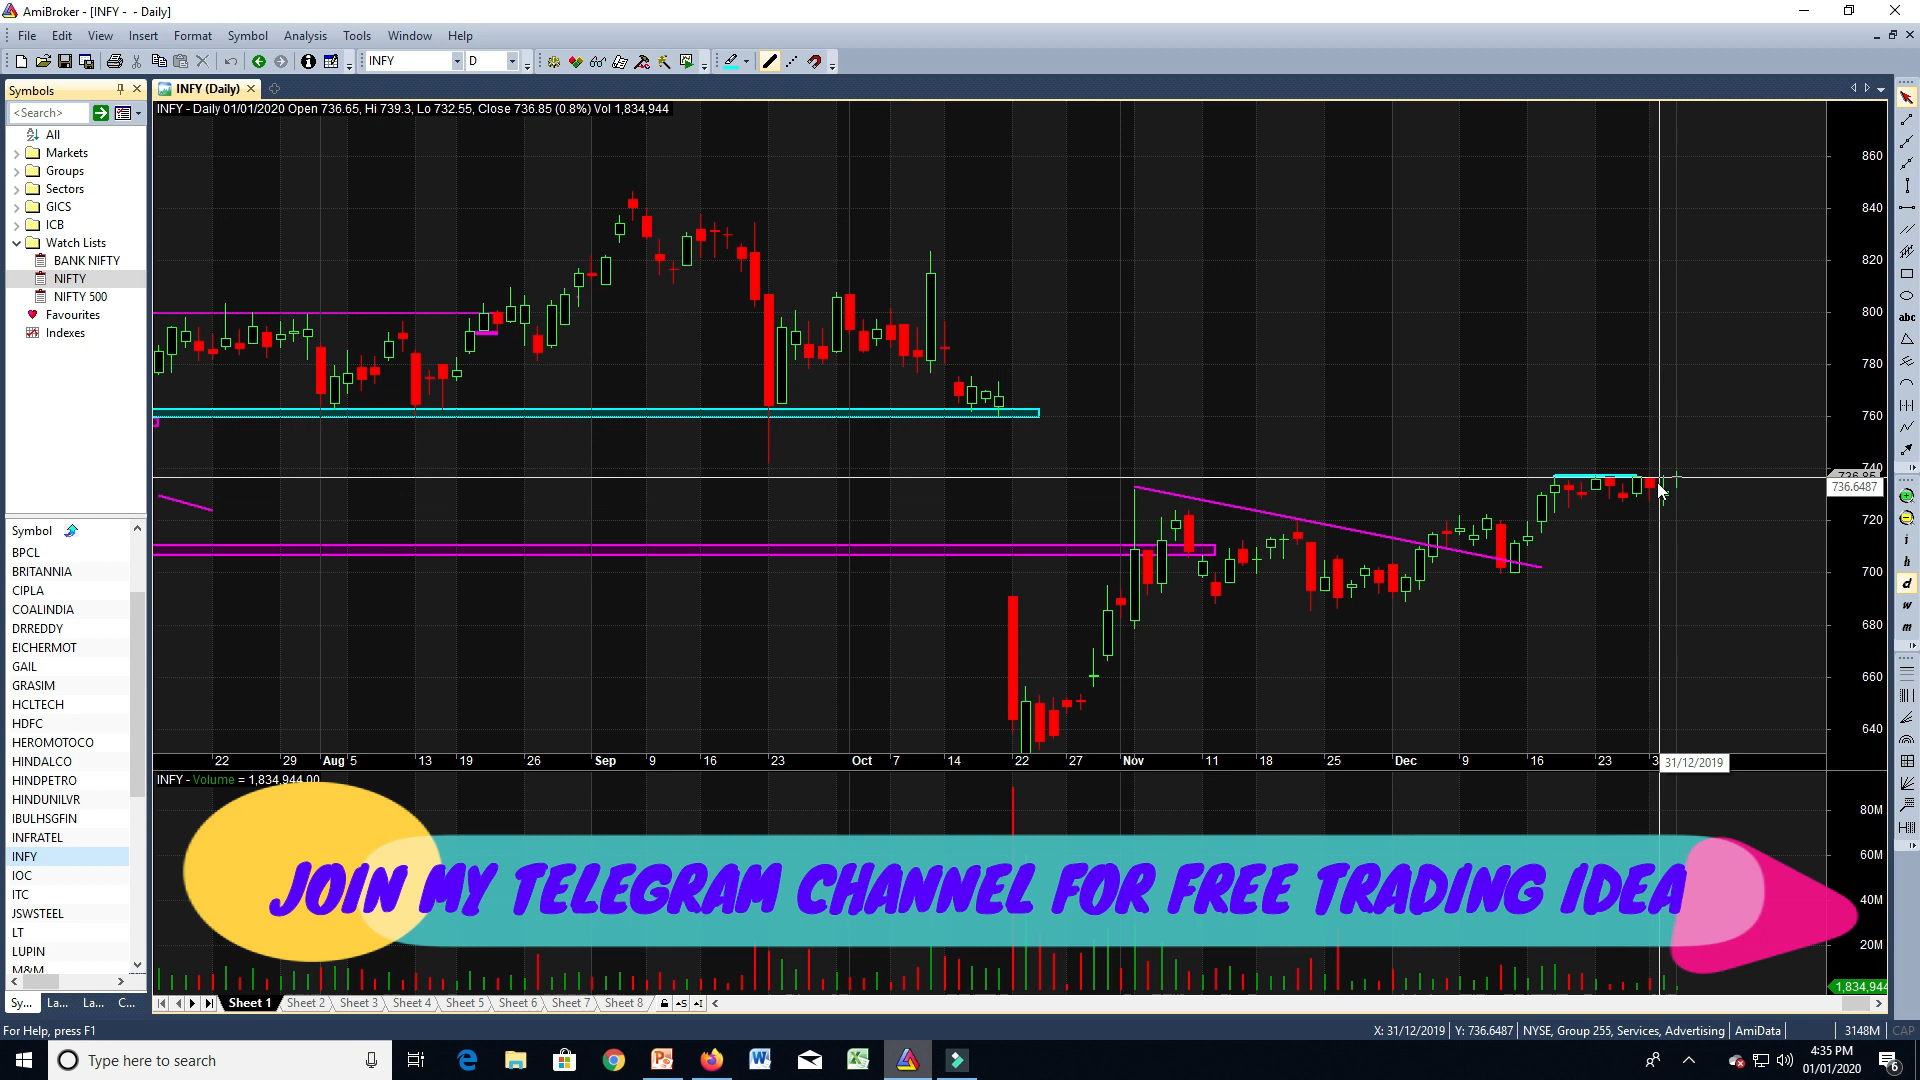 AmiBroker - [INFY - - Daily]
File Edit View Insert Format Symbol Analysis Tools Window Help
INFY D
Symbols
INFY (Daily)
<Search>
INFY - Daily 01/01/2020 Open 736.65, Hi 739.3, Lo 732.55, Close 736.85 (0.8%) Vol 1,834,944
All
Markets
Groups
Sectors
GICS
ICB
Watch Lists
BANK NIFTY
NIFTY
NIFTY 500
Favourites
Indexes
860
840
820
800
780
760
740
736.6487
720
700
680
660
640
abc
i
h
d
w
m
Symbol
BPCL
BRITANNIA
CIPLA
COALINDIA
DRREDDY
EICHERMOT
GAIL
GRASIM
HCLTECH
HDFC
HEROMOTOCO
HINDALCO
HINDPETRO
HINDUNILVR
IBULHSGFIN
INFRATEL
INFY
IOC
ITC
JSWSTEEL
LT
LUPIN
M&M
22 29 Aug 5 13 19 26 Sep 9 16 23 Oct 7 14 22 27 Nov 11 18 25 Dec 9 16 23 31/12/2019
INFY - Volume = 1,834,944.00
80M
60M
40M
20M
1,834,944
JOIN MY TELEGRAM CHANNEL FOR FREE TRADING IDEA
Sy... La... La... C...
Sheet 1 Sheet 2 Sheet 3 Sheet 4 Sheet 5 Sheet 6 Sheet 7 Sheet 8
For Help, press F1
X: 31/12/2019 Y: 736.6487 NYSE, Group 255, Services, Advertising AmiData 3148M CAP
Type here to search
4:35 PM
01/01/2020
6